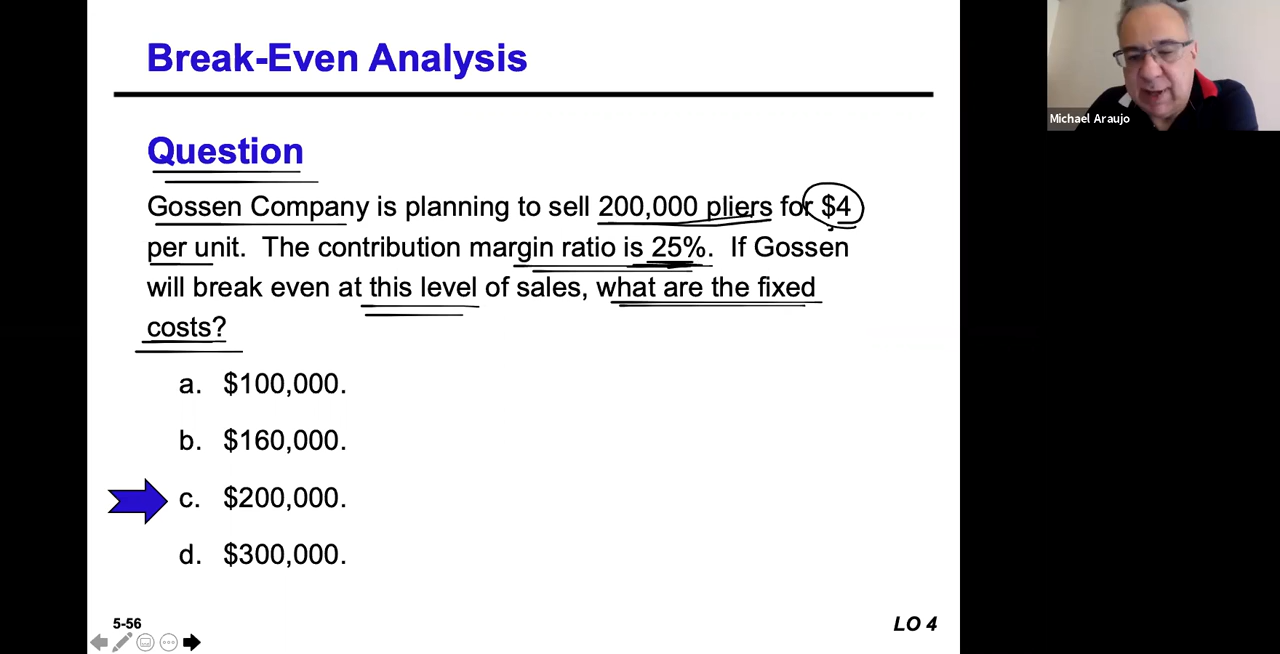 Break-Even Analysis
Question
Gossen Company is planning to sell 200,000 pliers for $4
per unit. The contribution margin ratio is 25%. If Gossen
will break even at this level of sales, what are the fixed
costs?
a. $100,000.
b. $160,000.
c. $200,000.
d. $300,000.
5-56
LO 4
Michael Araujo